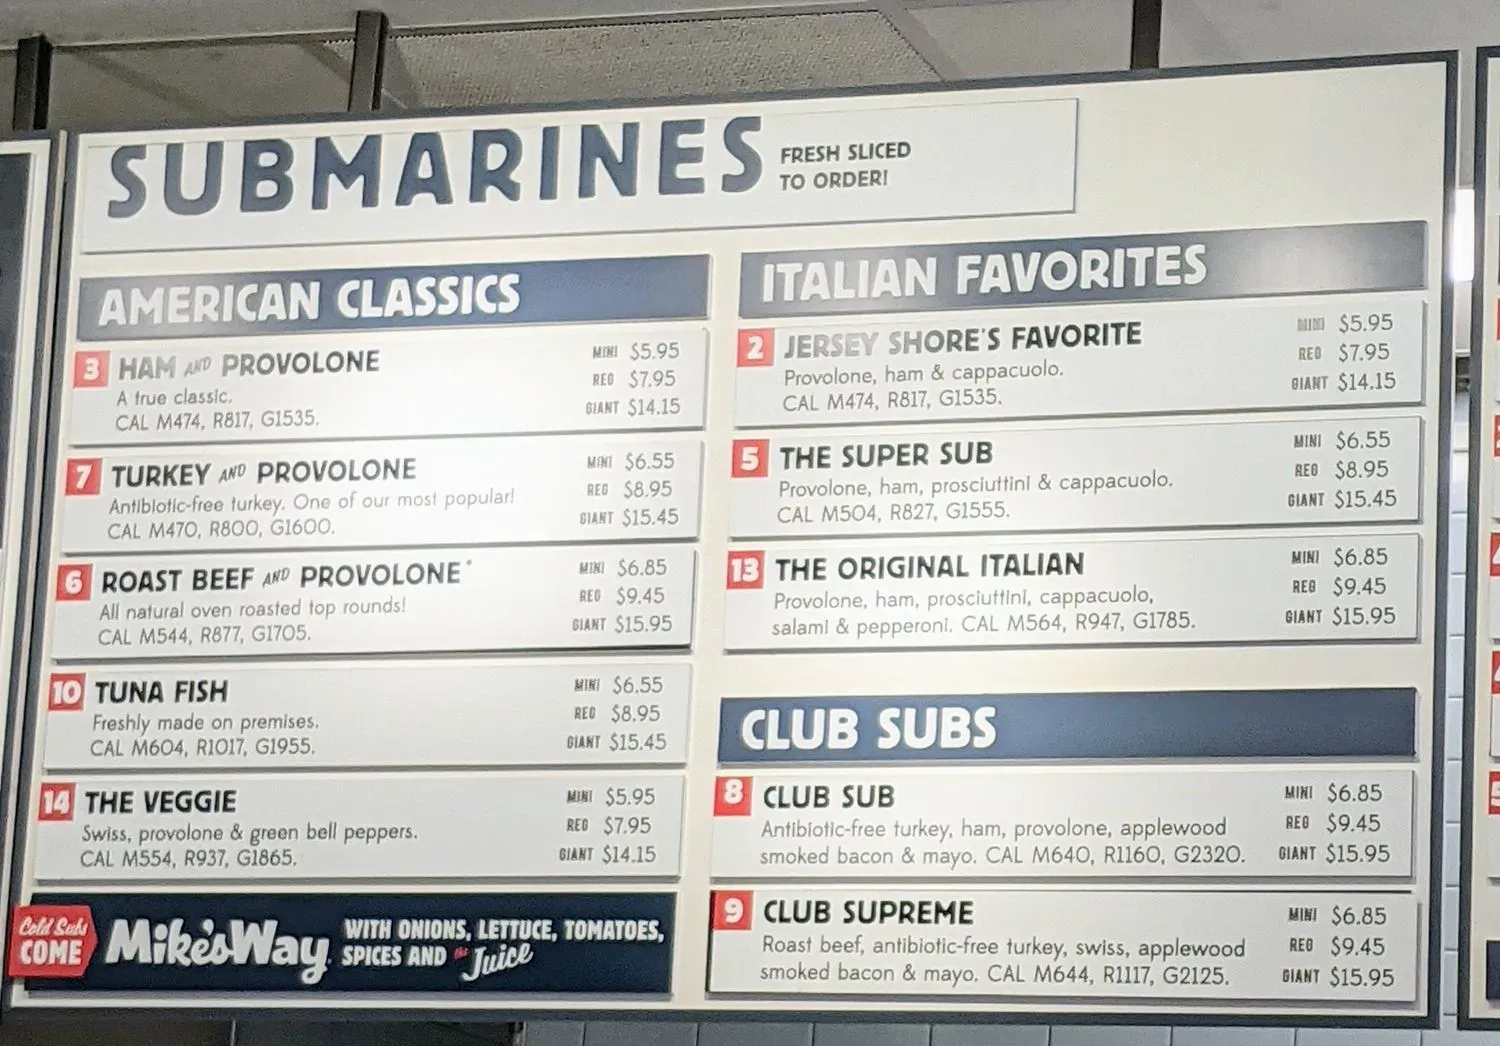 SUBMARINES
FRESH SLICED
TO ORDER!
AMERICAN CLASSICS
3 HAM AND PROVOLONE
A true classic.
CAL M474, R817, G1535.
MINI $5.95
REG $7.95
GIANT $14.15
7 TURKEY AND PROVOLONE
Antibiotic-free turkey. One of our most popular!
CAL M470, R800, G1600.
MINI $6.55
REG $8.95
GIANT $15.45
6 ROAST BEEF AND PROVOLONE*
All natural oven roasted top rounds!
CAL M544, R877, G1705.
MINI $6.85
REG $9.45
GIANT $15.95
10 TUNA FISH
Freshly made on premises.
CAL M604, R1017, G1955.
MINI $6.55
REG $8.95
GIANT $15.45
14 THE VEGGIE
Swiss, provolone & green bell peppers.
CAL M554, R937, G1865.
MINI $5.95
REG $7.95
GIANT $14.15
Cold Subs
COME
Mike's Way
WITH ONIONS, LETTUCE, TOMATOES,
SPICES AND the Juice
ITALIAN FAVORITES
2 JERSEY SHORE'S FAVORITE
Provolone, ham & cappacuolo.
CAL M474, R817, G1535.
MINI $5.95
REG $7.95
GIANT $14.15
5 THE SUPER SUB
Provolone, ham, prosciuttini & cappacuolo.
CAL M504, R827, G1555.
MINI $6.55
REG $8.95
GIANT $15.45
13 THE ORIGINAL ITALIAN
Provolone, ham, prosciuttini, cappacuolo,
salami & pepperoni. CAL M564, R947, G1785.
MINI $6.85
REG $9.45
GIANT $15.95
CLUB SUBS
8 CLUB SUB
Antibiotic-free turkey, ham, provolone, applewood
smoked bacon & mayo. CAL M640, R1160, G2320.
MINI $6.85
REG $9.45
GIANT $15.95
9 CLUB SUPREME
Roast beef, antibiotic-free turkey, swiss, applewood
smoked bacon & mayo. CAL M644, R1117, G2125.
MINI $6.85
REG $9.45
GIANT $15.95